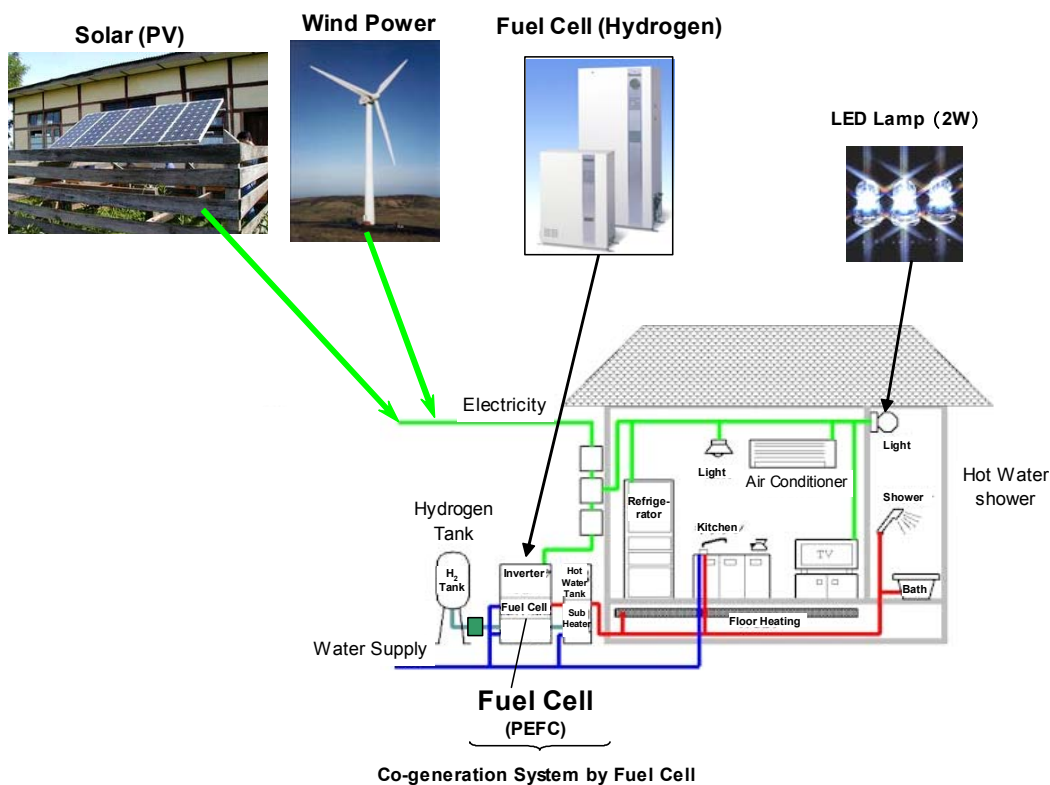 Solar (PV)
Wind Power
Fuel Cell (Hydrogen)
LED Lamp (2W)
Electricity
Light
Air Conditioner
Light
Hot Water
shower
Refrige-
rator
Kitchen
Shower
TV
Bath
Hydrogen
Tank
H2
Tank
Inverter
Fuel Cell
Hot
Water
Tank
Sub
Heater
Floor Heating
Water Supply
Fuel Cell
(PEFC)
Co-generation System by Fuel Cell